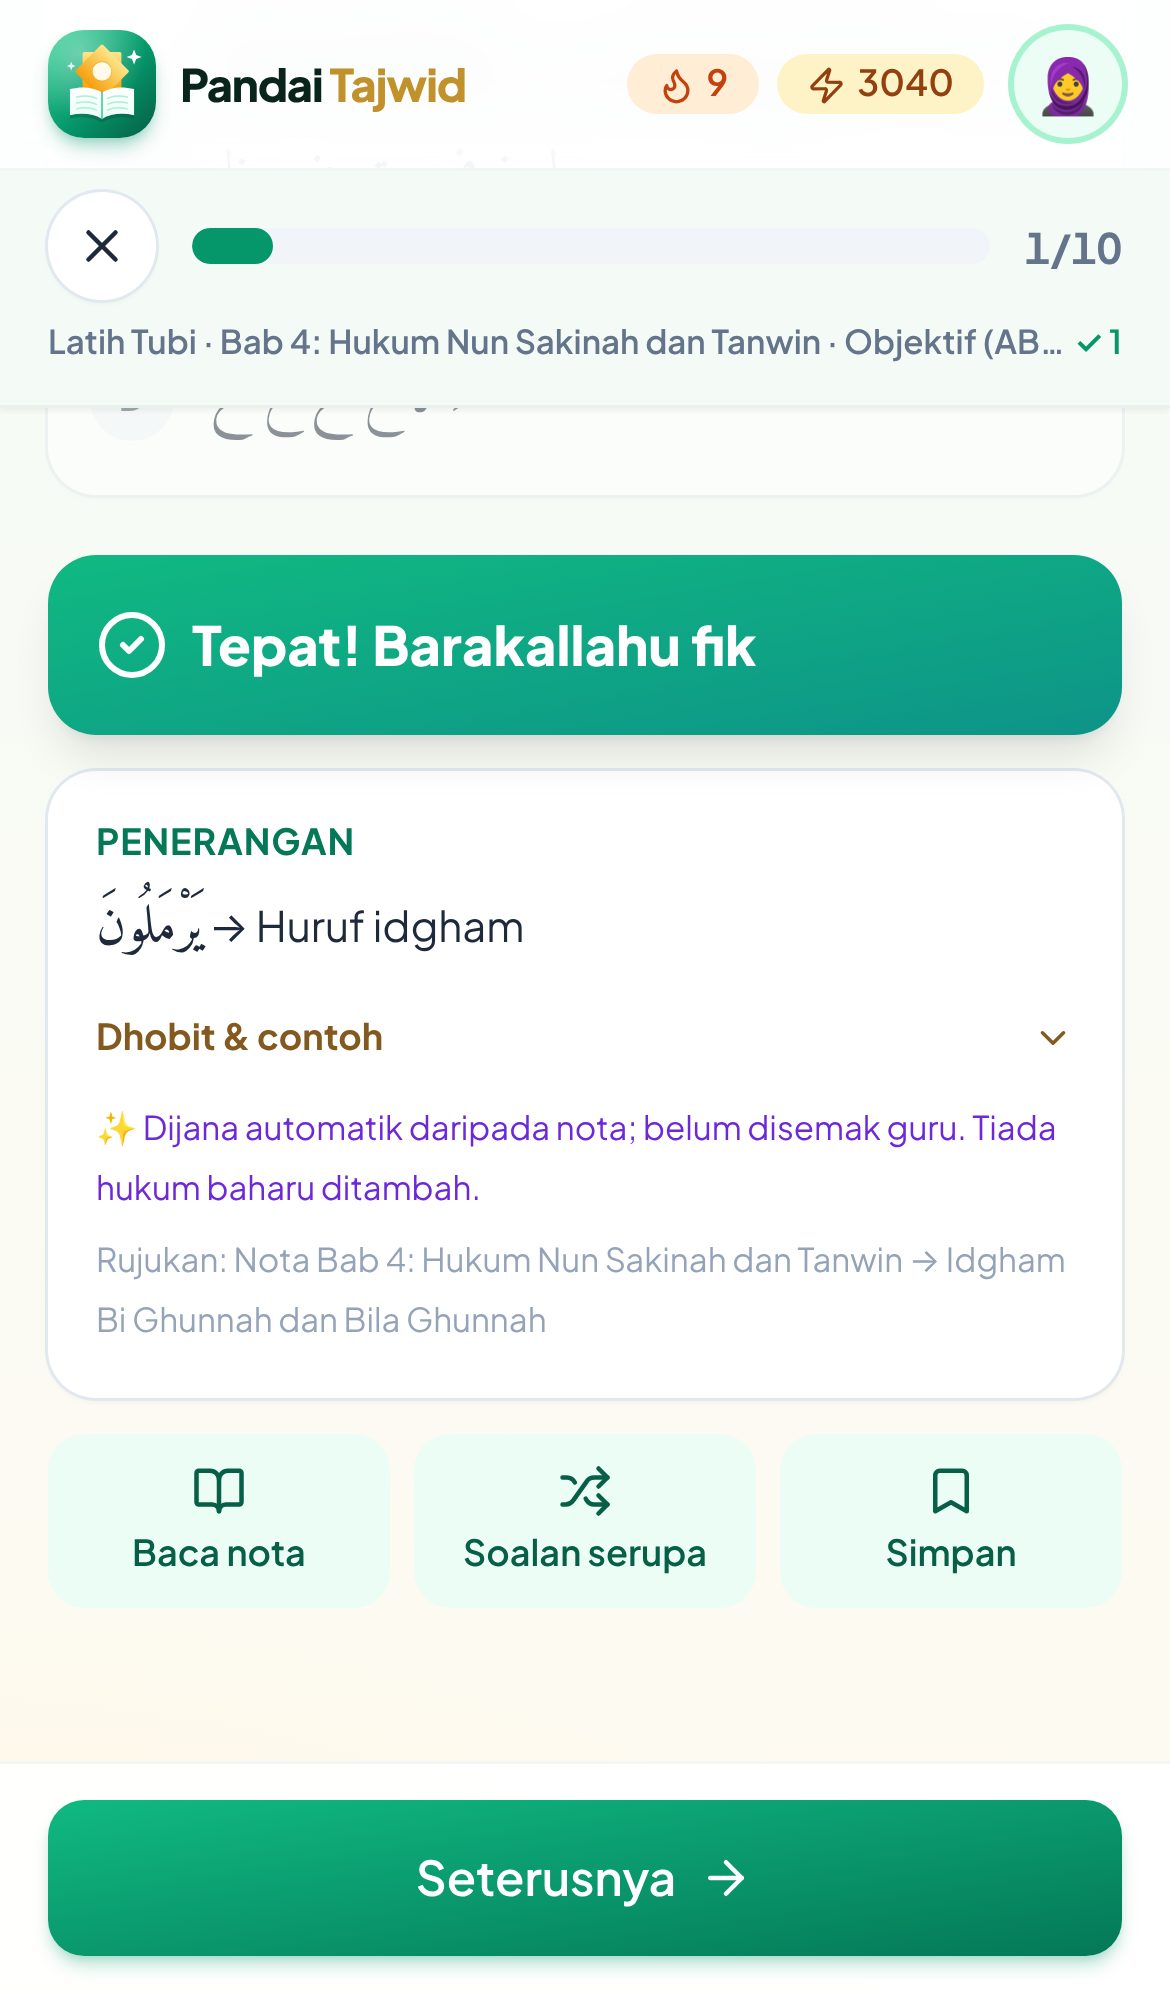 Pandai Tajwid
9
3040
1/10
Latih Tubi · Bab 4: Hukum Nun Sakinah dan Tanwin · Objektif (AB... ✓ 1
Tepat! Barakallahu fik
PENERANGAN
يَرْمَلُونَ → Huruf idgham
Dhobit & contoh
✨ Dijana automatik daripada nota; belum disemak guru. Tiada
hukum baharu ditambah.
Rujukan: Nota Bab 4: Hukum Nun Sakinah dan Tanwin → Idgham
Bi Ghunnah dan Bila Ghunnah
Baca nota
Soalan serupa
Simpan
Seterusnya →